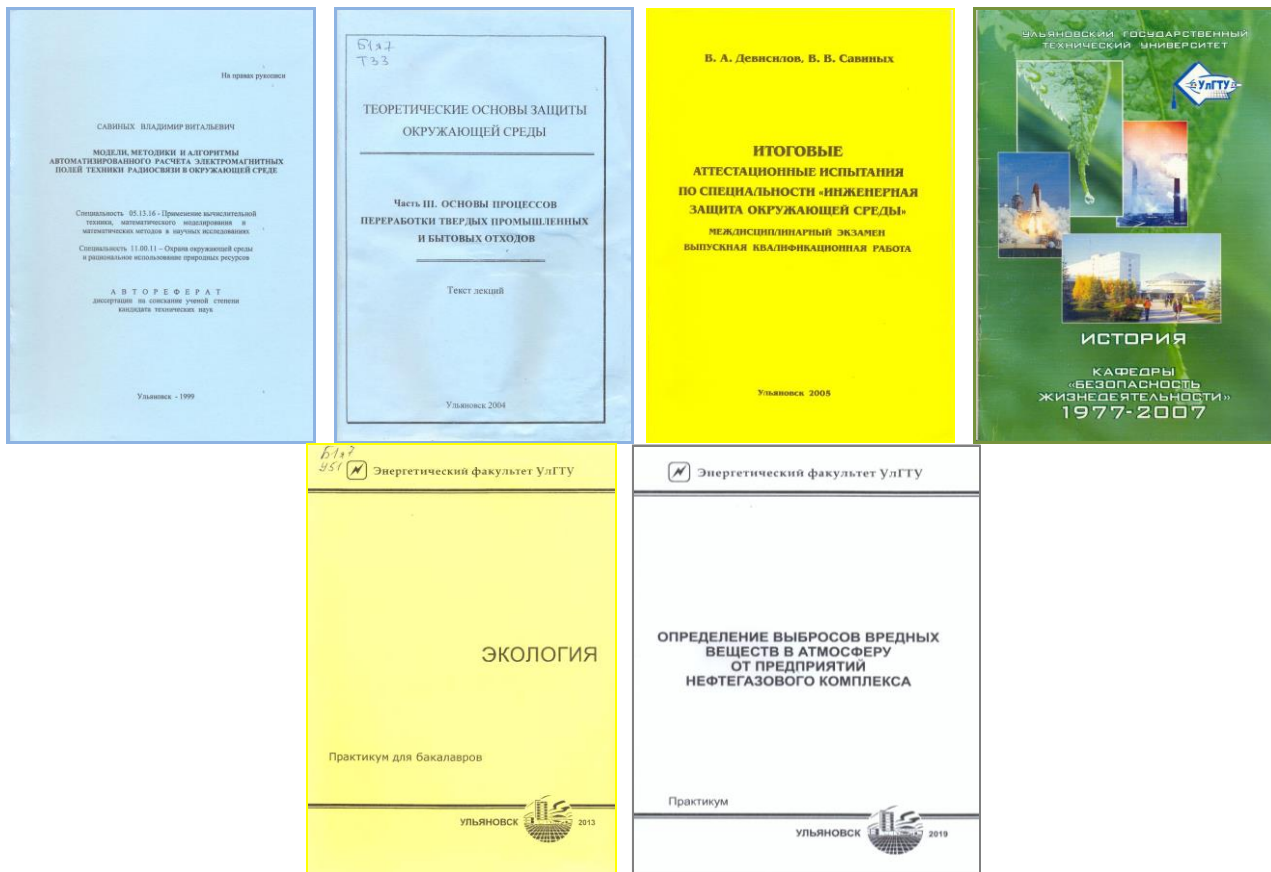 На правах рукописи
САВИНЫХ ВЛАДИМИР ВИТАЛЬЕВИЧ
МОДЕЛИ, МЕТОДИКИ И АЛГОРИТМЫ
АВТОМАТИЗИРОВАННОГО РАСЧЕТА ЭЛЕКТРОМАГНИТНЫХ
ПОЛЕЙ ТЕХНИКИ РАДИОСВЯЗИ В ОКРУЖАЮЩЕЙ СРЕДЕ
Специальность 05.13.16 - Применение вычислительной
техники, математического моделирования и
математических методов в научных исследованиях
Специальность 11.00.11 – Охрана окружающей среды
и рациональное использование природных ресурсов
А В Т О Р Е Ф Е Р А Т
диссертации на соискание ученой степени
кандидата технических наук
Ульяновск - 1999
Б1я7
Т33
ТЕОРЕТИЧЕСКИЕ ОСНОВЫ ЗАЩИТЫ
ОКРУЖАЮЩЕЙ СРЕДЫ
Часть III. ОСНОВЫ ПРОЦЕССОВ
ПЕРЕРАБОТКИ ТВЕРДЫХ ПРОМЫШЛЕННЫХ
И БЫТОВЫХ ОТХОДОВ
Текст лекций
Ульяновск 2004
В. А. Девисилов, В. В. Савиных
ИТОГОВЫЕ
АТТЕСТАЦИОННЫЕ ИСПЫТАНИЯ
ПО СПЕЦИАЛЬНОСТИ «ИНЖЕНЕРНАЯ
ЗАЩИТА ОКРУЖАЮЩЕЙ СРЕДЫ»
МЕЖДИСЦИПЛИНАРНЫЙ ЭКЗАМЕН
ВЫПУСКНАЯ КВАЛИФИКАЦИОННАЯ РАБОТА
Ульяновск 2005
УЛЬЯНОВСКИЙ ГОСУДАРСТВЕННЫЙ
ТЕХНИЧЕСКИЙ УНИВЕРСИТЕТ
УлГТУ
ИСТОРИЯ
КАФЕДРЫ
«БЕЗОПАСНОСТЬ
ЖИЗНЕДЕЯТЕЛЬНОСТИ»
1977-2007
Б1я7
У51
Энергетический факультет УлГТУ
ЭКОЛОГИЯ
Практикум для бакалавров
УЛЬЯНОВСК 2013
Энергетический факультет УлГТУ
ОПРЕДЕЛЕНИЕ ВЫБРОСОВ ВРЕДНЫХ
ВЕЩЕСТВ В АТМОСФЕРУ
ОТ ПРЕДПРИЯТИЙ
НЕФТЕГАЗОВОГО КОМПЛЕКСА
Практикум
УЛЬЯНОВСК 2019